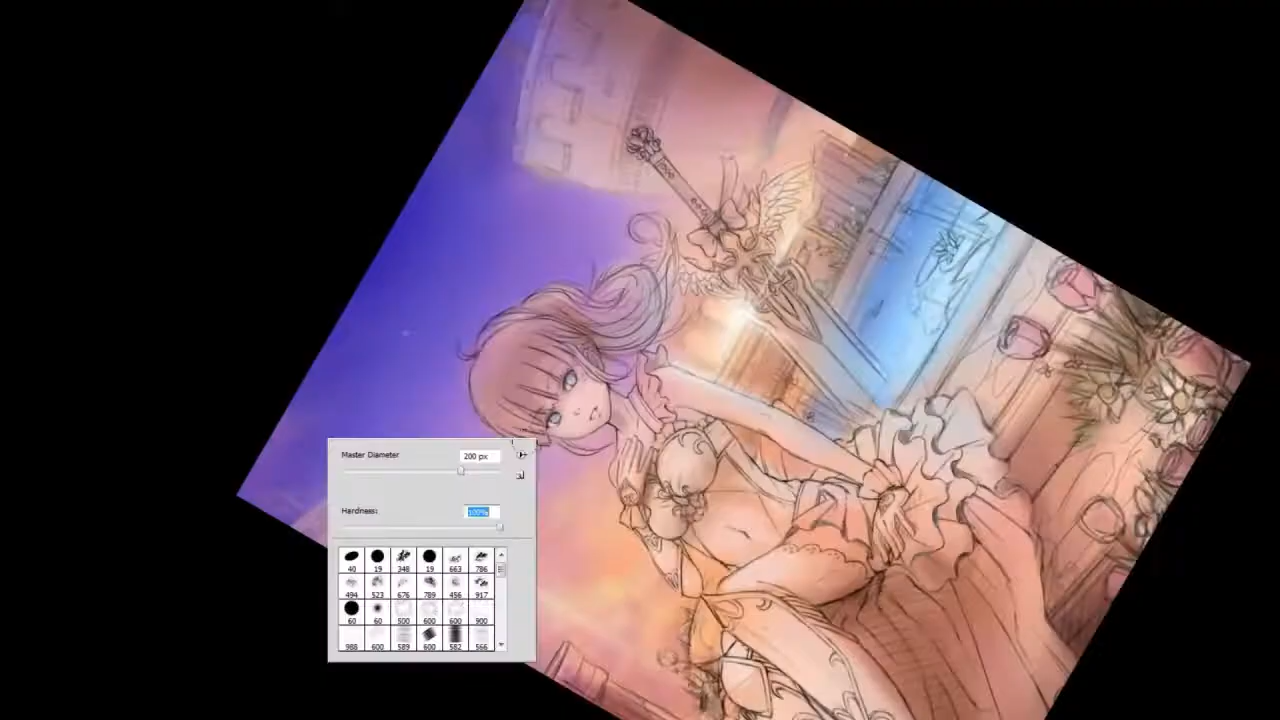 Master Diameter 200 px
Hardness: 100%
40 19 348 19 663 786
494 523 676 789 456 917
60 60 500 600 600 900
988 600 589 600 582 566